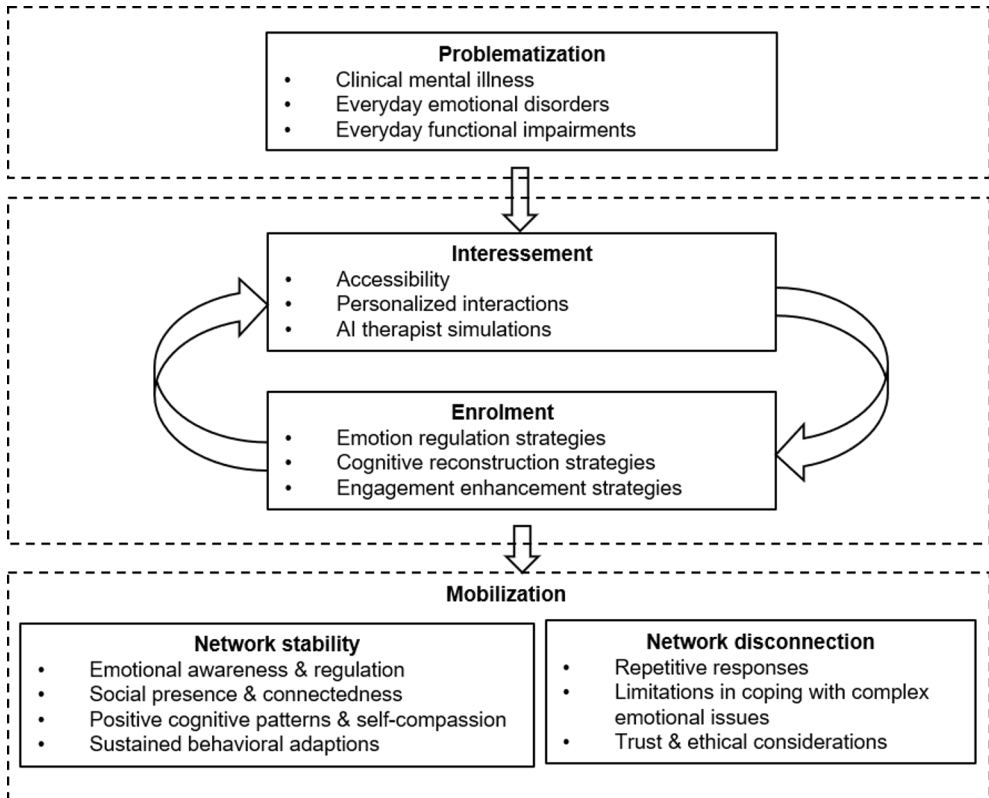 Problematization
• Clinical mental illness
• Everyday emotional disorders
• Everyday functional impairments
Interessement
• Accessibility
• Personalized interactions
• AI therapist simulations
Enrolment
• Emotion regulation strategies
• Cognitive reconstruction strategies
• Engagement enhancement strategies
Mobilization
Network stability
• Emotional awareness & regulation
• Social presence & connectedness
• Positive cognitive patterns & self-compassion
• Sustained behavioral adaptions
Network disconnection
• Repetitive responses
• Limitations in coping with complex
emotional issues
• Trust & ethical considerations